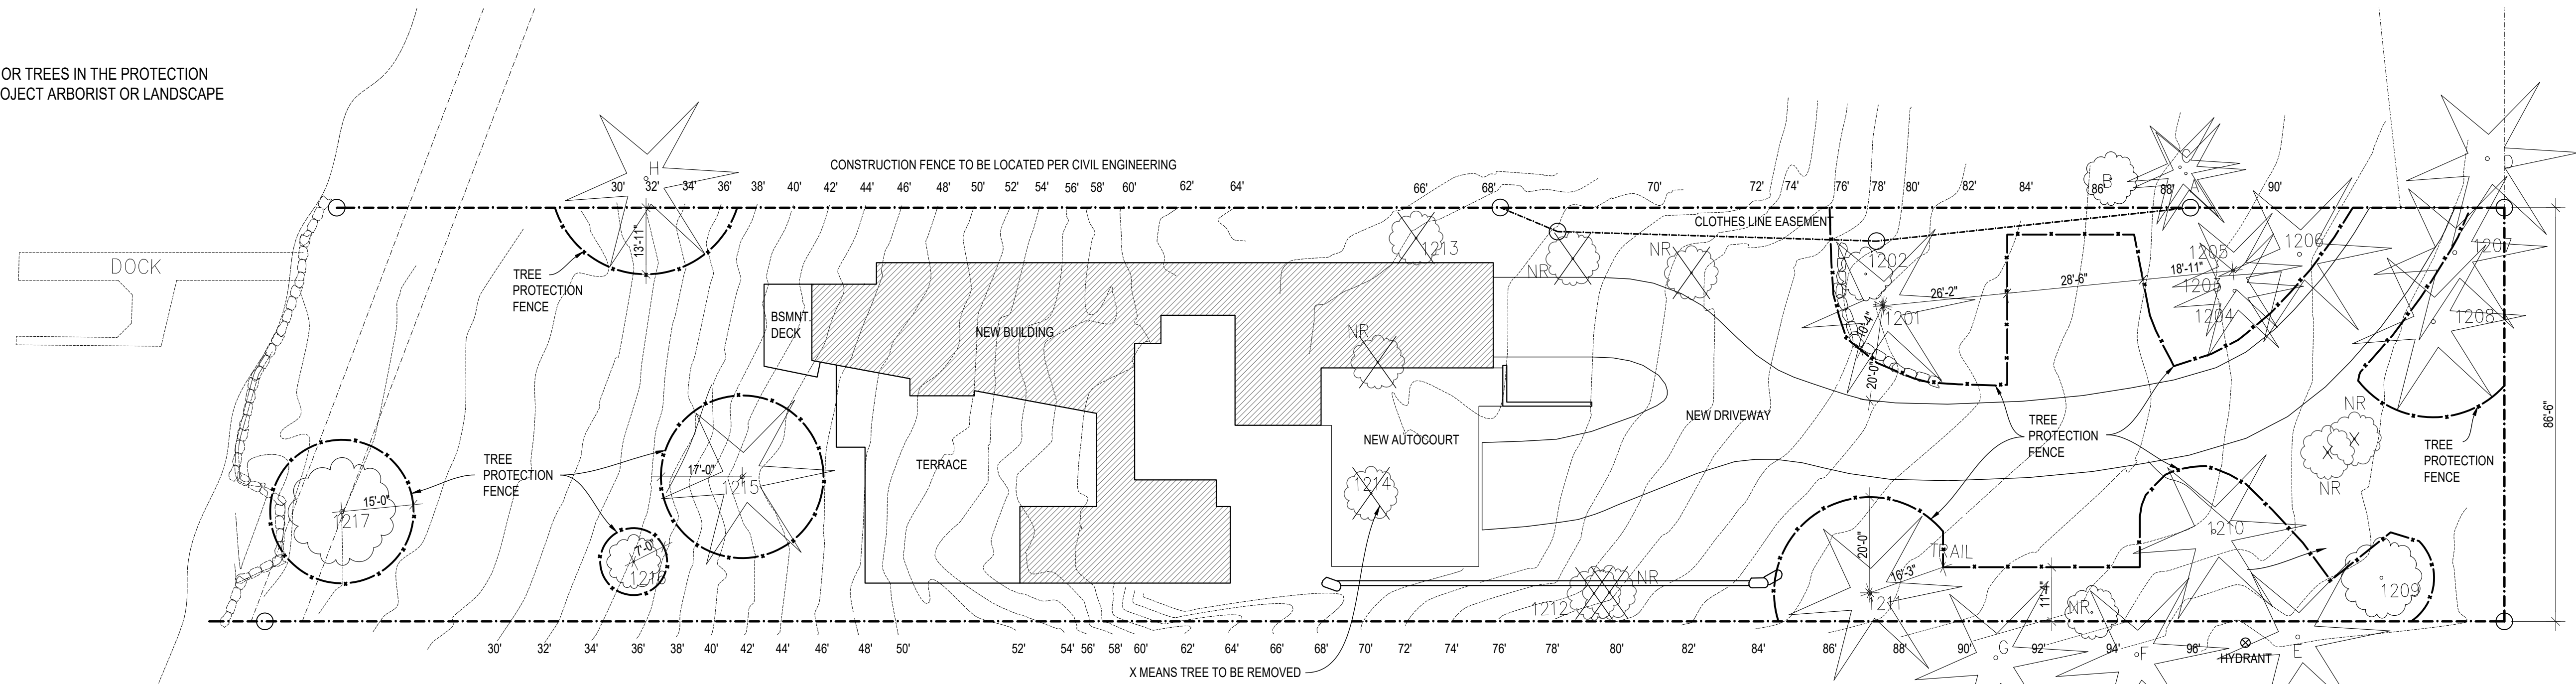 OR TREES IN THE PROTECTION
OJECT ARBORIST OR LANDSCAPE
CONSTRUCTION FENCE TO BE LOCATED PER CIVIL ENGINEERING
H
B
C
A
D
30' 32' 34' 36' 38' 40' 42' 44' 46' 48' 50' 52' 54' 56' 58' 60' 62' 64' 66' 68' 70' 72' 74' 76' 78' 80' 82' 84' 86' 88' 90'
CLOTHES LINE EASEMENT
13'-11"
1213
NR
NR
1202
1205
1206
1207
DOCK
TREE
PROTECTION
FENCE
18'-11"
28'-6"
26'-2"
1203
1204
1208
1201
10'-4"
20'-0"
BSMNT.
DECK
NEW BUILDING
NR
NEW DRIVEWAY
NEW AUTOCOURT
TERRACE
TREE
PROTECTION
FENCE
NR
NR
TREE
PROTECTION
FENCE
86'-6"
TREE
PROTECTION
FENCE
17'-0"
1215
15'-0"
1217
7'-0"
1216
1214
1210
20'-0"
TRAIL
16'-3"
1211
11'-4"
NR
1212
NR
1209
30' 32' 34' 36' 38' 40' 42' 44' 46' 48' 50' 52' 54' 56' 58' 60' 62' 64' 66' 68' 70' 72' 74' 76' 78' 80' 82' 84' 86' 88' 90' 92' 94' 96'
G
F
E
HYDRANT
X MEANS TREE TO BE REMOVED